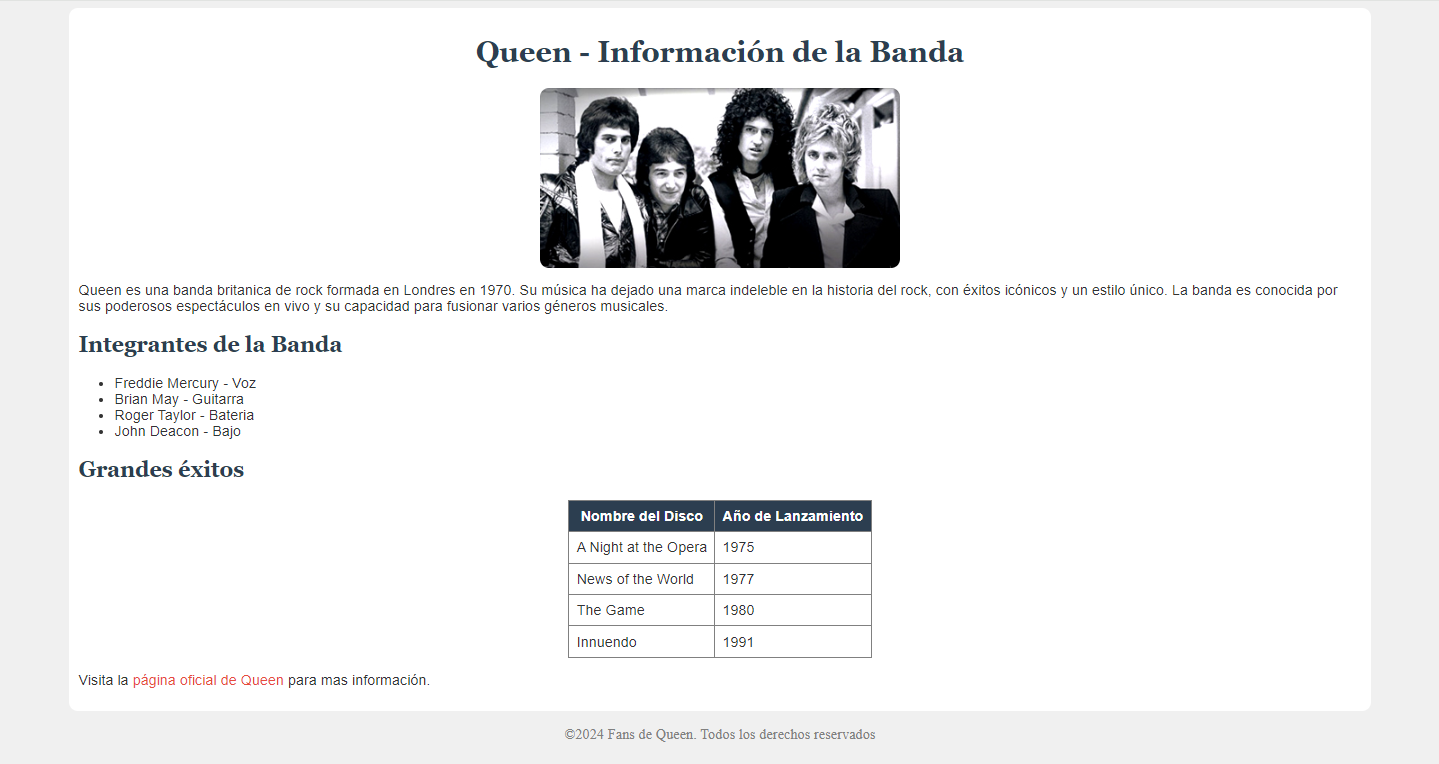 Queen - Información de la Banda
Queen es una banda britanica de rock formada en Londres en 1970. Su música ha dejado una marca indeleble en la historia del rock, con éxitos icónicos y un estilo único. La banda es conocida por
sus poderosos espectáculos en vivo y su capacidad para fusionar varios géneros musicales.
Integrantes de la Banda
• Freddie Mercury - Voz
• Brian May - Guitarra
• Roger Taylor - Bateria
• John Deacon - Bajo
Grandes éxitos
Nombre del Disco Año de Lanzamiento
A Night at the Opera 1975
News of the World 1977
The Game 1980
Innuendo 1991
Visita la página oficial de Queen para mas información.
©2024 Fans de Queen. Todos los derechos reservados